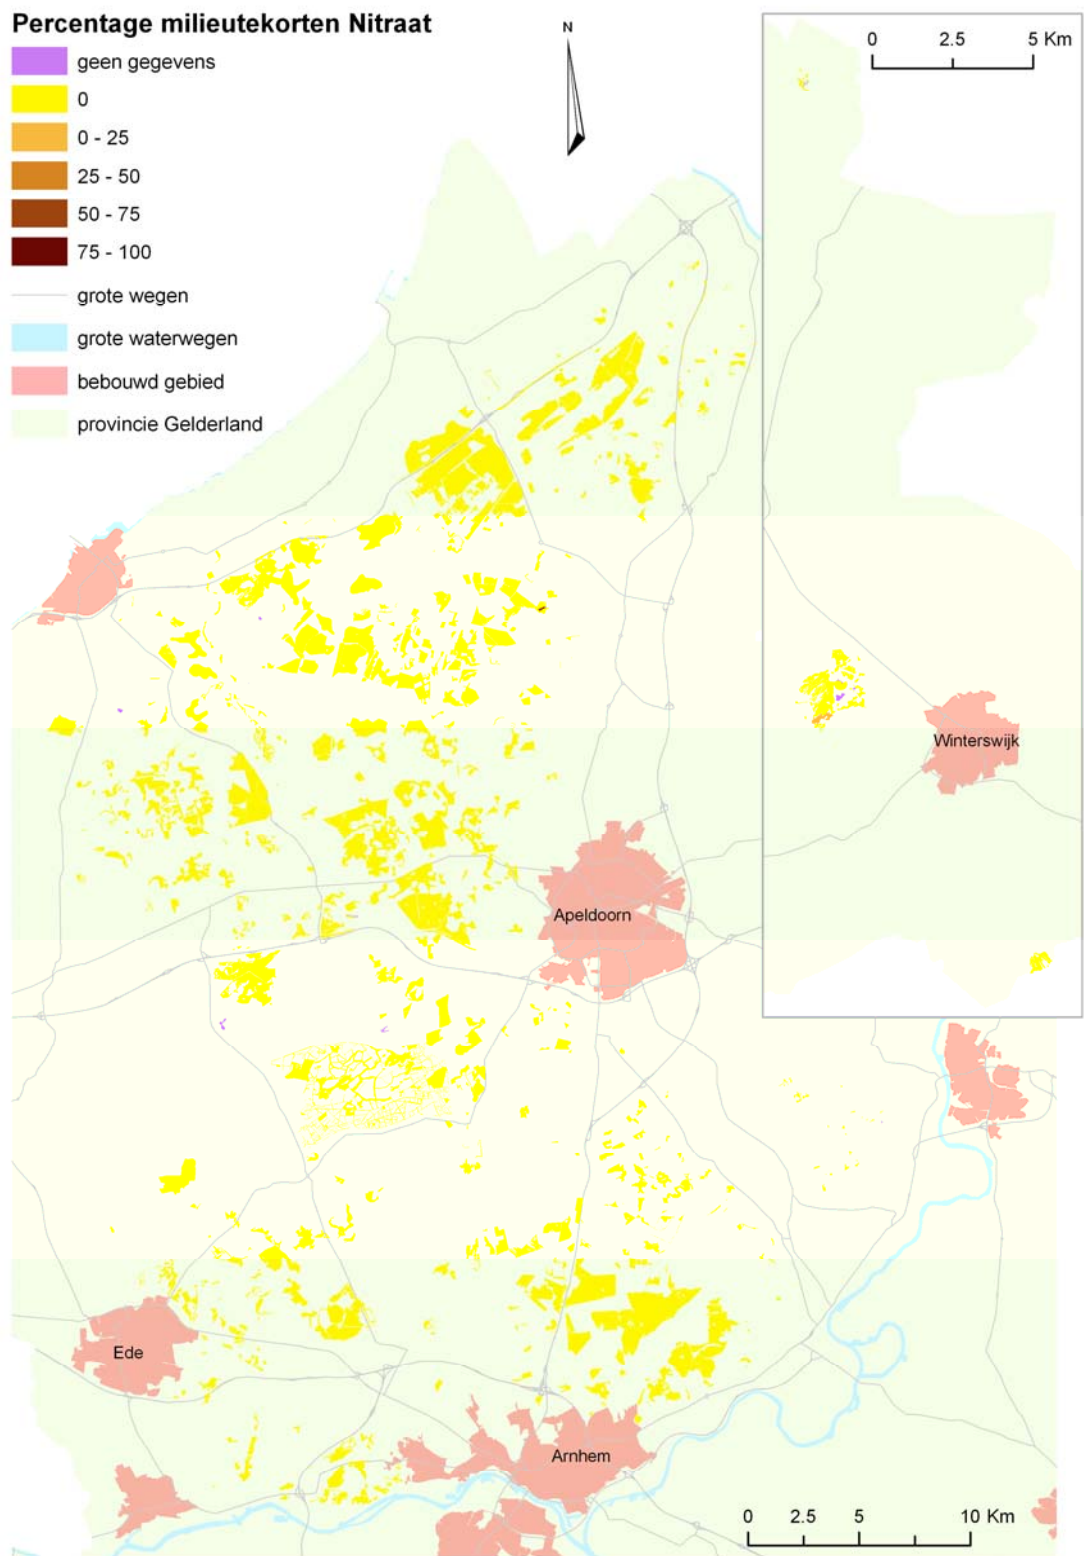 Percentage milieutekorten Nitraat
geen gegevens
0
0 - 25
25 - 50
50 - 75
75 - 100
grote wegen
grote waterwegen
bebouwd gebied
provincie Gelderland
N
0 2.5 5 Km
Winterswijk
Apeldoorn
Ede
Arnhem
0 2.5 5 10 Km